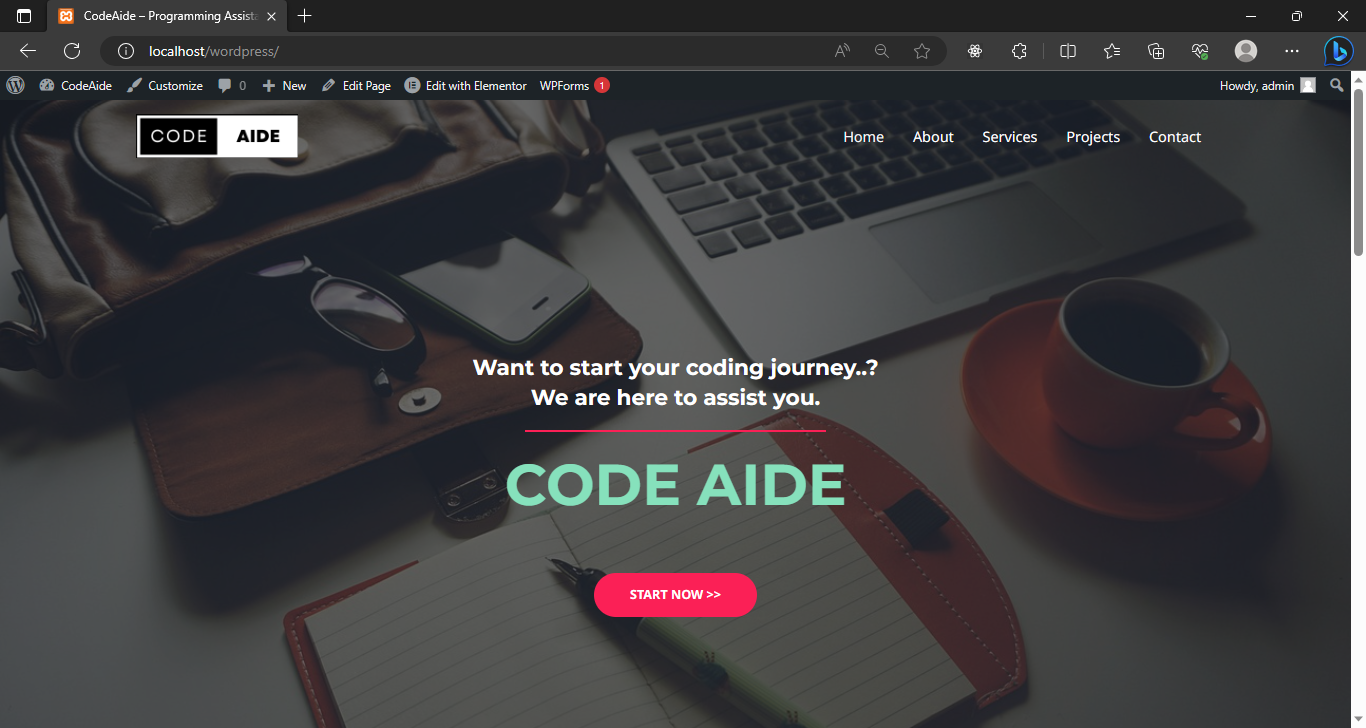 CodeAide – Programming Assista
localhost/wordpress/
CodeAide Customize 0 New Edit Page Edit with Elementor WPForms 1 Howdy, admin
CODE AIDE
Home About Services Projects Contact
Want to start your coding journey..?
We are here to assist you.
CODE AIDE
START NOW >>